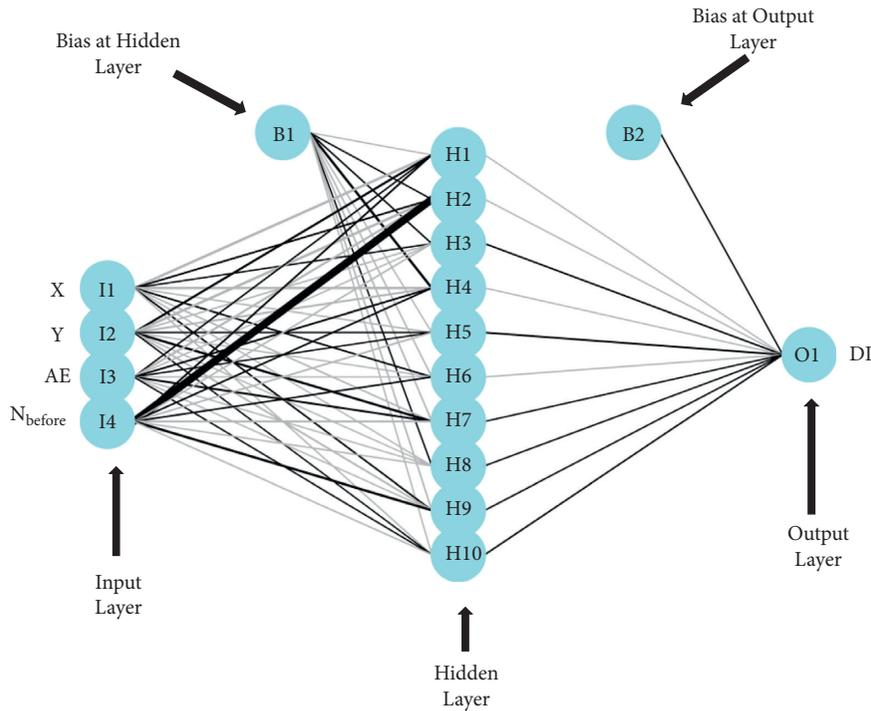 Bias at Hidden
Layer
Bias at Output
Layer
B1
B2
H1
H2
H3
H4
H5
H6
H7
H8
H9
H10
X I1
Y I2
AE I3
Nbefore I4
O1 DI
Input
Layer
Hidden
Layer
Output
Layer